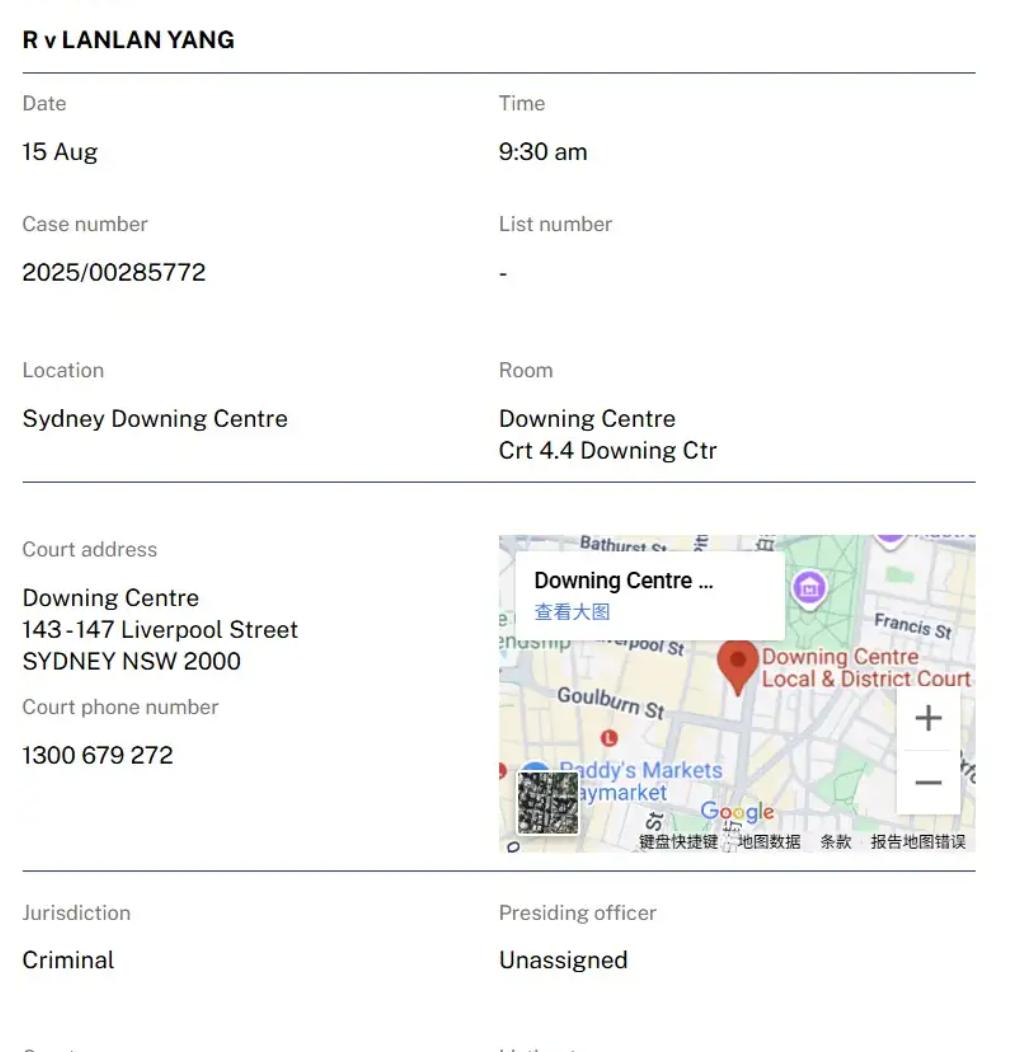 R v LANLAN YANG
Date
Time
15 Aug
9:30 am
Case number
List number
2025/00285772
-
Location
Room
Sydney Downing Centre
Downing Centre
Crt 4.4 Downing Ctr
Court address
Downing Centre
143 - 147 Liverpool Street
SYDNEY NSW 2000
Court phone number
1300 679 272
Bathurst St
Downing Centre ...
查看大图
Francis St
Downing Centre
Local & District Court
Goulburn St
+
L
−
Paddy's Markets
Haymarket
Google
St
键盘快捷键
地图数据
条款
报告地图错误
Jurisdiction
Presiding officer
Criminal
Unassigned